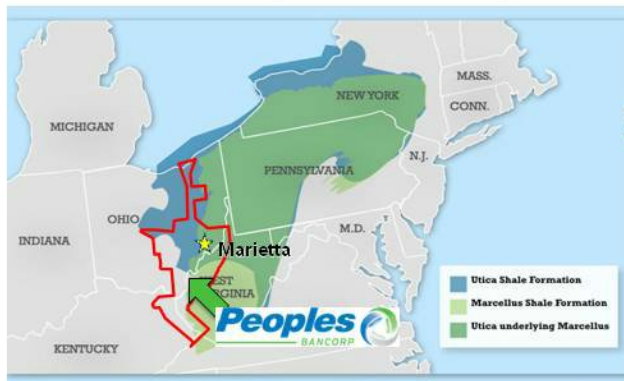 MICHIGAN
NEW YORK
MASS.
CONN.
PENNSYLVANIA
N.J.
OHIO
INDIANA
M.D.
Marietta
WEST
VIRGINIA
KENTUCKY
Peoples
BANCORP
Utica Shale Formation
Marcellus Shale Formation
Utica underlying Marcellus